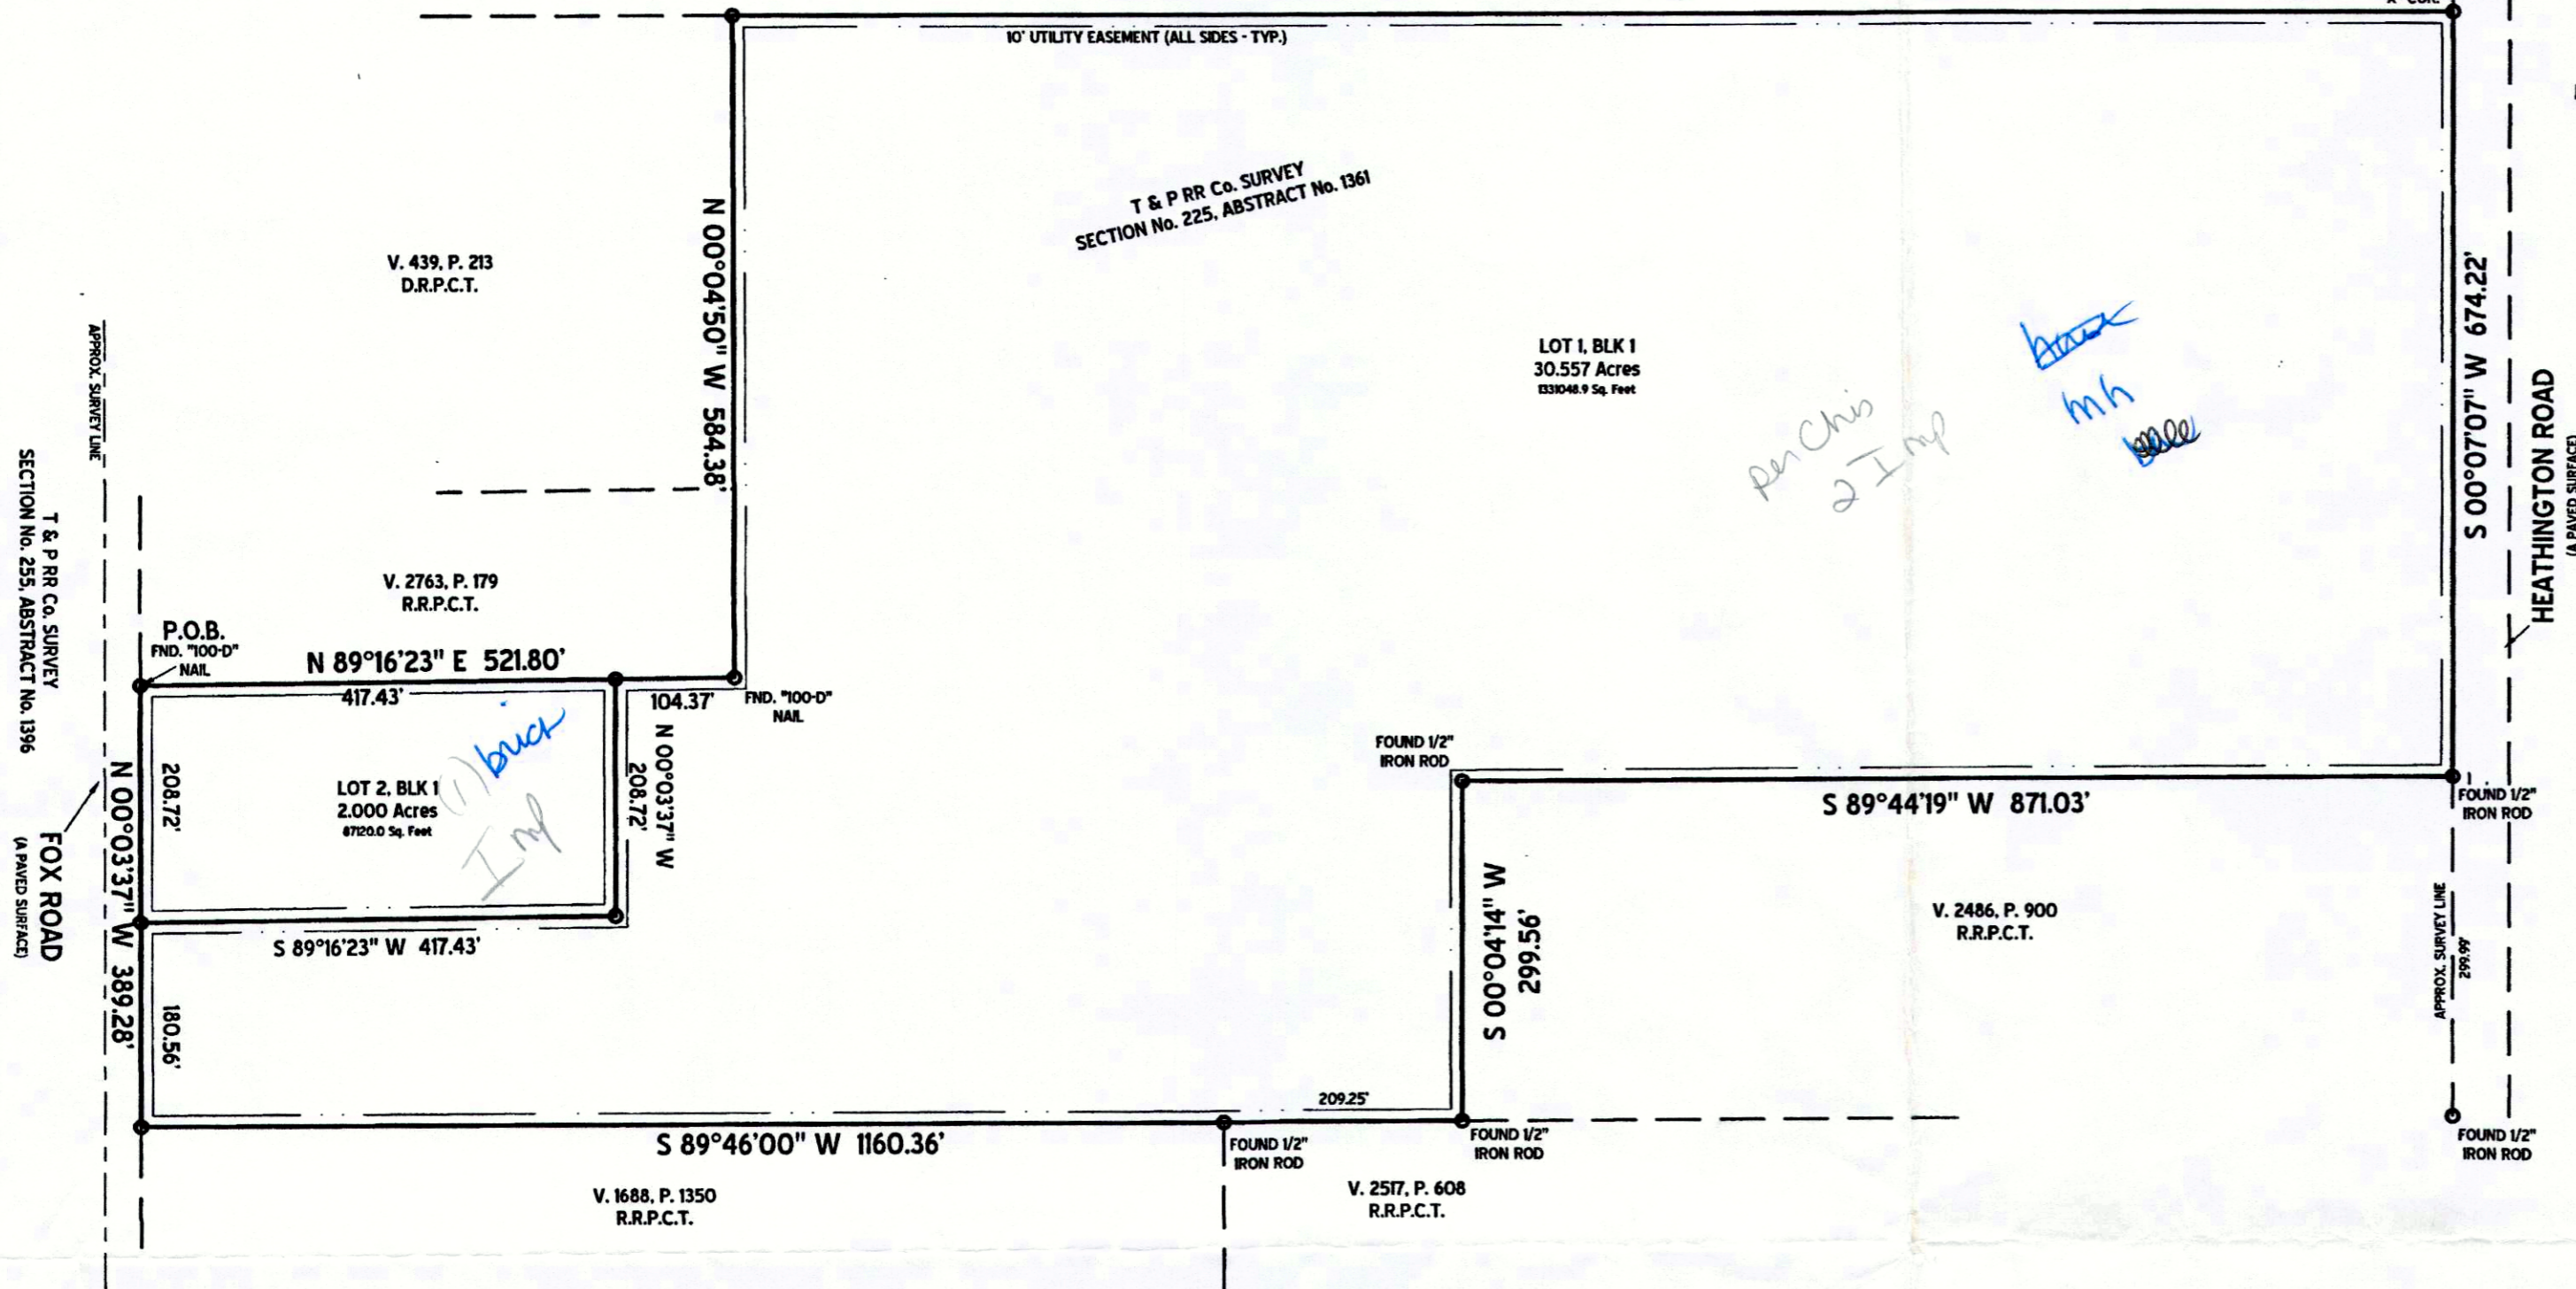 10' UTILITY EASEMENT (ALL SIDES - TYP.)
T & P RR Co. SURVEY
SECTION No. 225, ABSTRACT No. 1361
V. 439, P. 213
D.R.P.C.T.
N 00°04'50" W 584.38'
LOT 1, BLK 1
30.557 Acres
1331048.9 Sq. Feet
per Chis
2 Imp
mh
S 00°07'07" W 674.22'
HEATHINGTON ROAD
(A PAVED SURFACE)
APPROX. SURVEY LINE
T & P RR Co. SURVEY
SECTION No. 255, ABSTRACT No. 1396
V. 2763, P. 179
R.R.P.C.T.
P.O.B.
FND. "100-D"
NAIL
N 89°16'23" E 521.80'
417.43'
104.37'
FND. "100-D"
NAIL
LOT 2, BLK 1
2.000 Acres
87120.0 Sq. Feet
(1) brick
Imp
208.72'
208.72'
N 00°03'37" W
N 00°03'37" W 389.28'
FOX ROAD
(A PAVED SURFACE)
S 89°16'23" W 417.43'
180.56'
FOUND 1/2"
IRON ROD
S 89°44'19" W 871.03'
FOUND 1/2"
IRON ROD
S 00°04'14" W
299.56'
V. 2486, P. 900
R.R.P.C.T.
APPROX. SURVEY LINE
299.99'
209.25'
S 89°46'00" W 1160.36'
FOUND 1/2"
IRON ROD
FOUND 1/2"
IRON ROD
FOUND 1/2"
IRON ROD
V. 1688, P. 1350
R.R.P.C.T.
V. 2517, P. 608
R.R.P.C.T.